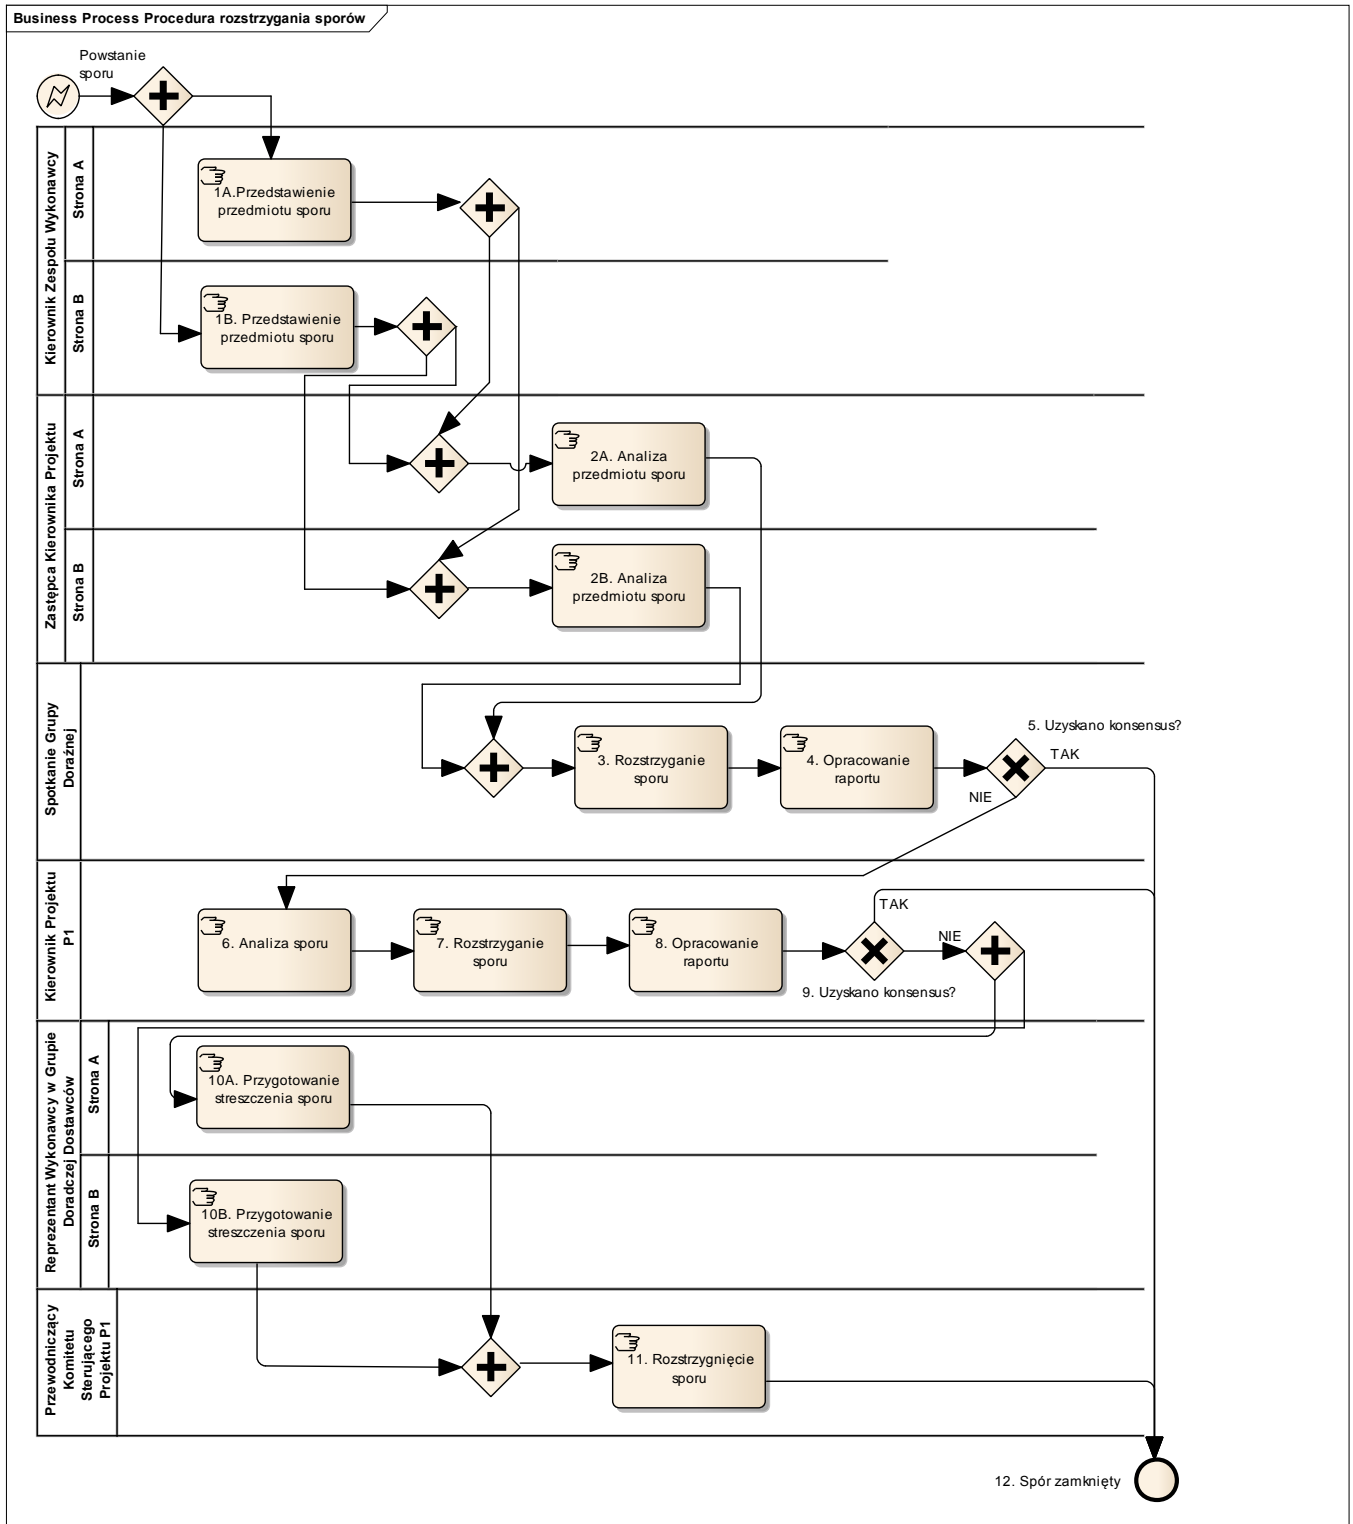 Business Process Procedura rozstrzygania sporów
Powstanie
sporu
Kierownik Zespołu Wykonawcy
Strona A
1A.Przedstawienie
przedmiotu sporu
Strona B
1B. Przedstawienie
przedmiotu sporu
Zastępca Kierownika Projektu
Strona A
2A. Analiza
przedmiotu sporu
Strona B
2B. Analiza
przedmiotu sporu
Spotkanie Grupy
Doraźnej
3. Rozstrzyganie
sporu
4. Opracowanie
raportu
5. Uzyskano konsensus?
TAK
NIE
Kierownik Projektu
P1
6. Analiza sporu
7. Rozstrzyganie
sporu
8. Opracowanie
raportu
TAK
NIE
9. Uzyskano konsensus?
Reprezentant Wykonawcy w Grupie
Doradczej Dostawców
Strona A
10A. Przygotowanie
streszczenia sporu
Strona B
10B. Przygotowanie
streszczenia sporu
Przewodniczący
Komitetu
Sterującego
Projektu P1
11. Rozstrzygnięcie
sporu
12. Spór zamknięty